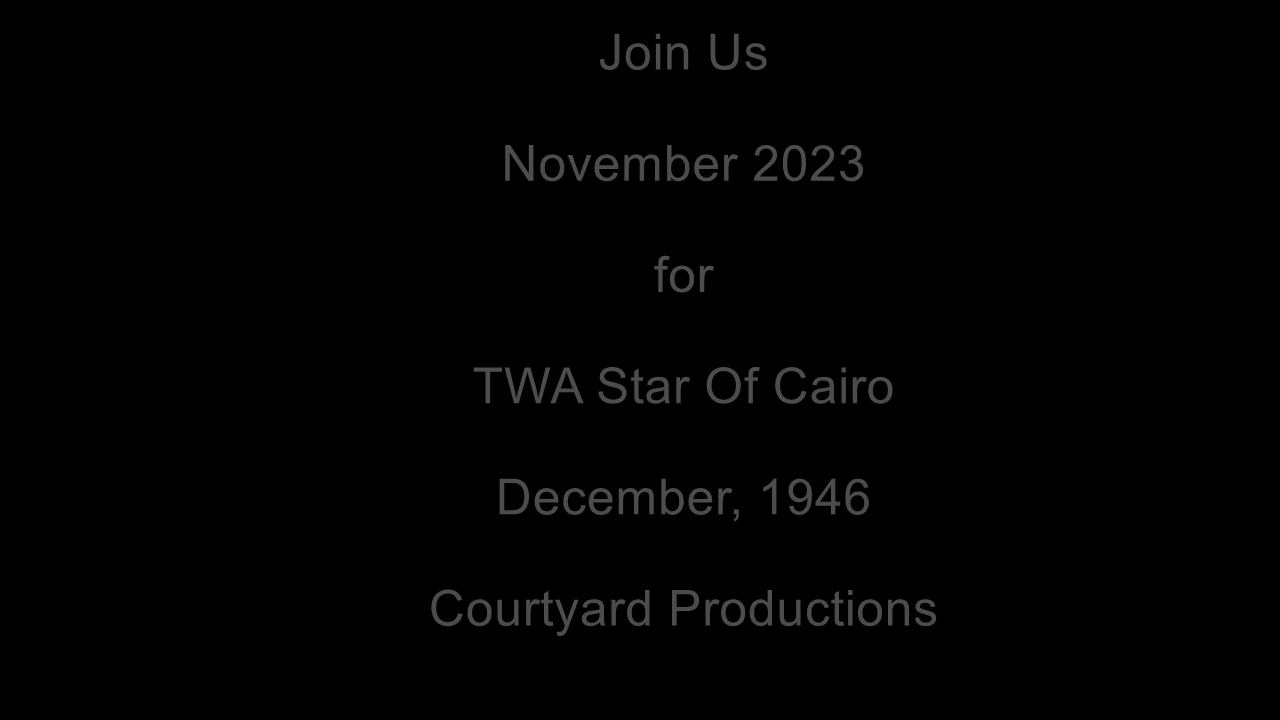 Join Us
November 2023
for
TWA Star Of Cairo
December, 1946
Courtyard Productions